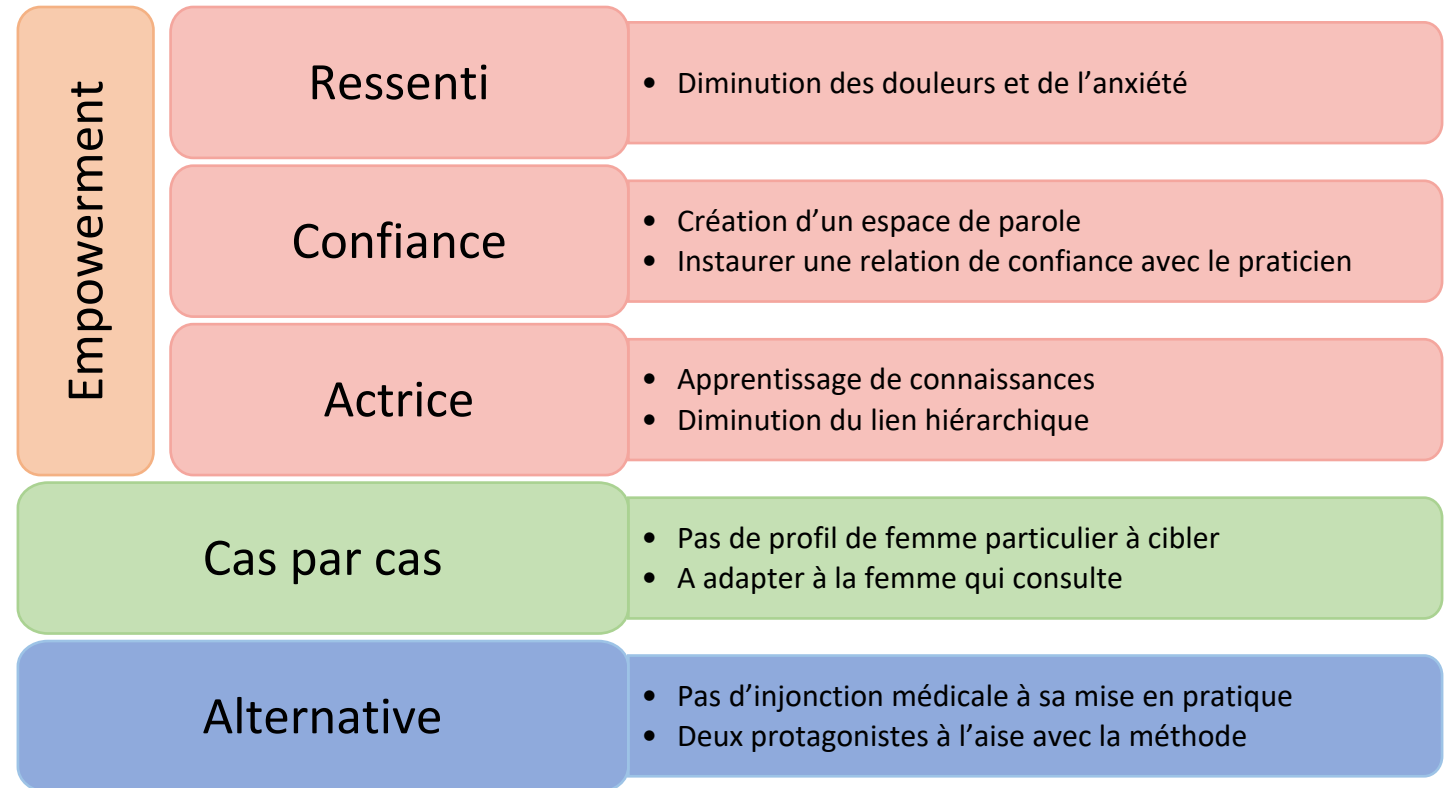 Empowerment
Ressenti
• Diminution des douleurs et de l’anxiété
Confiance
• Création d’un espace de parole
• Instaurer une relation de confiance avec le praticien
Actrice
• Apprentissage de connaissances
• Diminution du lien hiérarchique
Cas par cas
• Pas de profil de femme particulier à cibler
• A adapter à la femme qui consulte
Alternative
• Pas d’injonction médicale à sa mise en pratique
• Deux protagonistes à l’aise avec la méthode